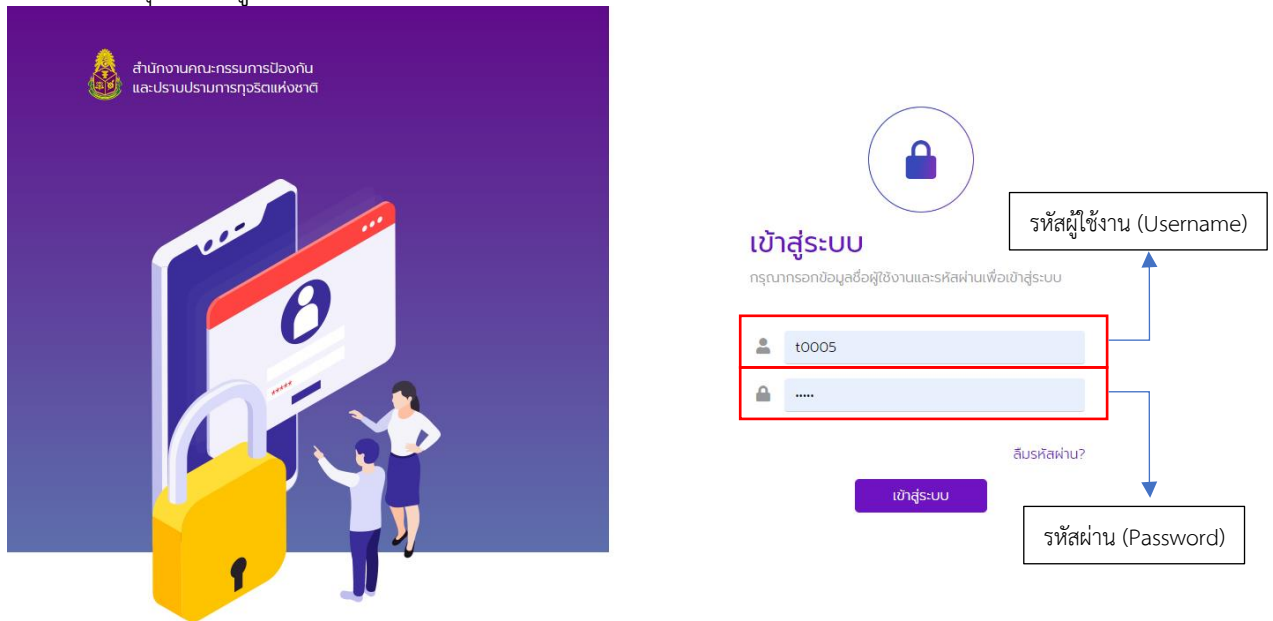 สำนักงานคณะกรรมการป้องกัน
และปราบปรามการทุจริตแห่งชาติ
รหัสผู้ใช้งาน (Username)
เข้าสู่ระบบ
กรุณากรอกข้อมูลชื่อผู้ใช้งานและรหัสผ่านเพื่อเข้าสู่ระบบ
t0005
•••••
ลืมรหัสผ่าน?
เข้าสู่ระบบ
รหัสผ่าน (Password)
*****